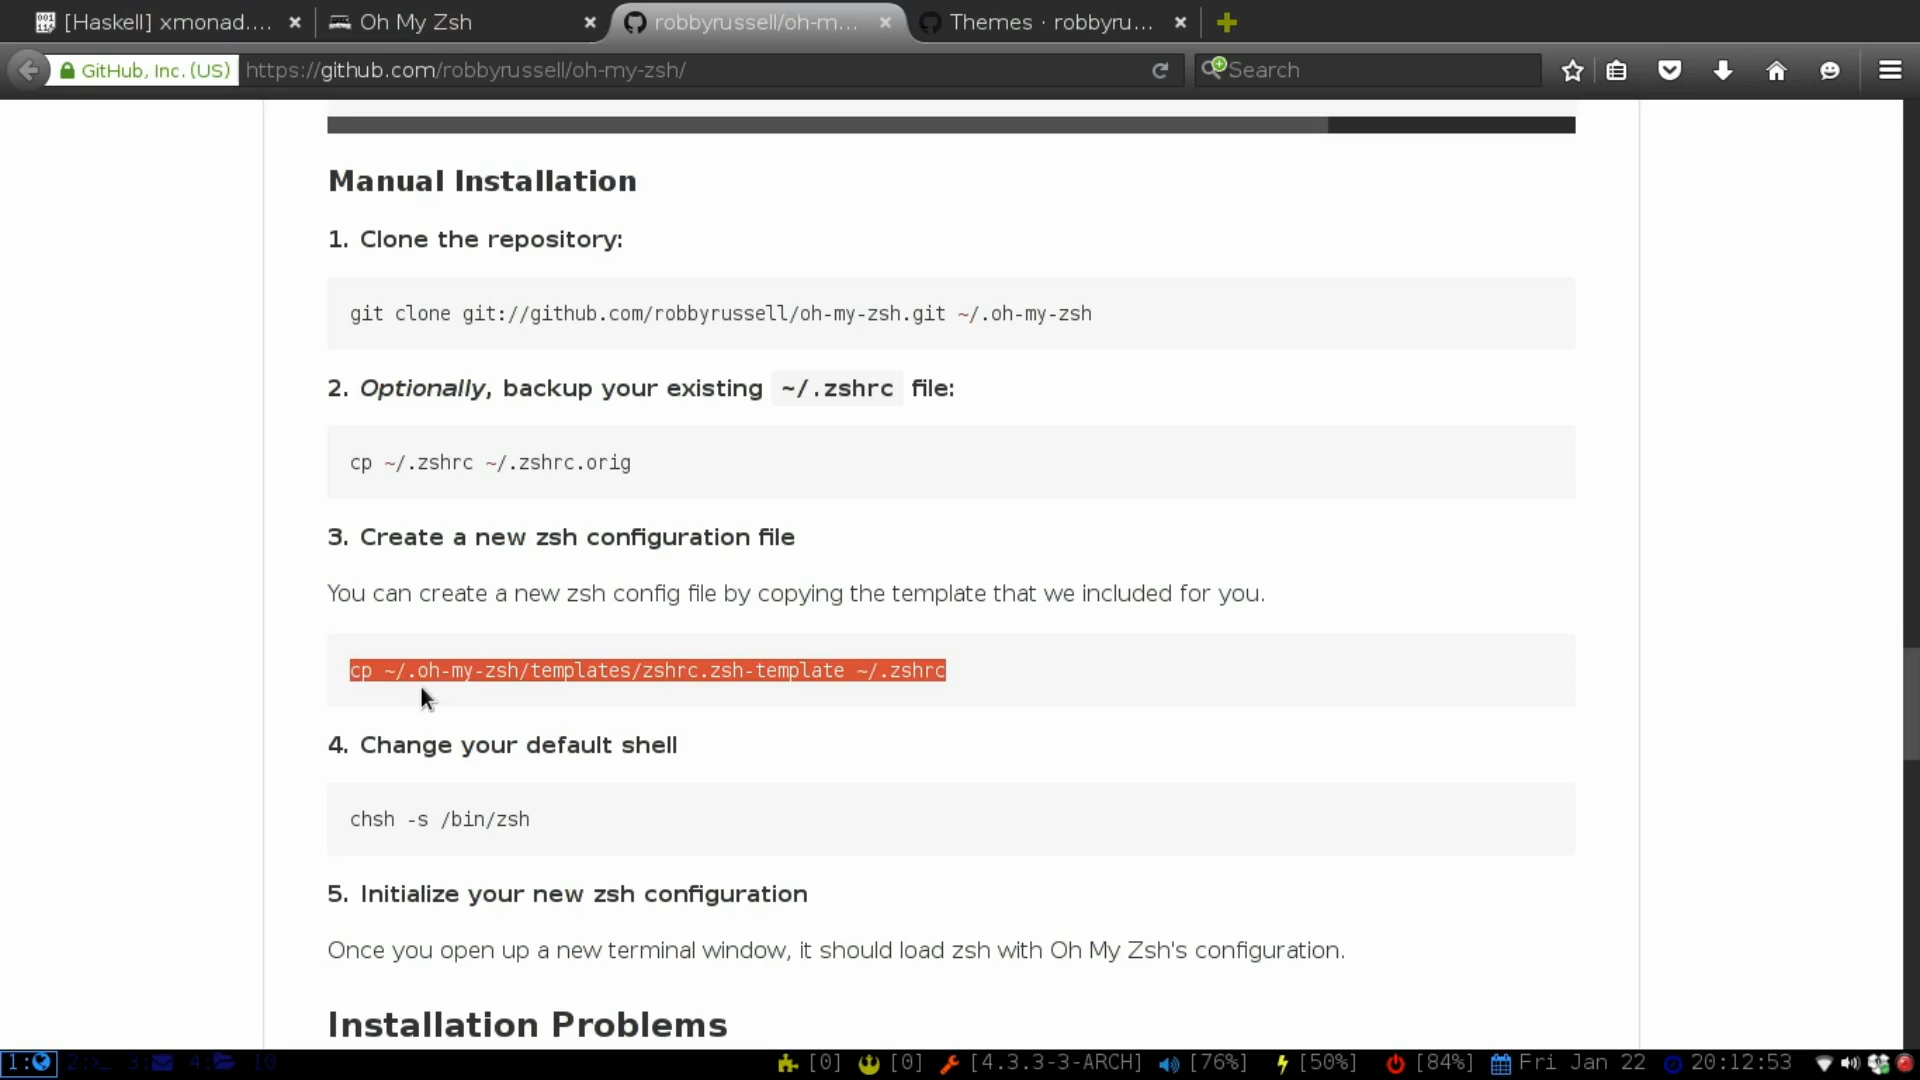 [Haskell] xmonad....
Oh My Zsh
robbyrussell/oh-m...
Themes · robbyru...
GitHub, Inc. (US)
https://github.com/robbyrussell/oh-my-zsh/
Search
Manual Installation
1. Clone the repository:
git clone git://github.com/robbyrussell/oh-my-zsh.git ~/.oh-my-zsh
2. Optionally, backup your existing ~/.zshrc file:
cp ~/.zshrc ~/.zshrc.orig
3. Create a new zsh configuration file
You can create a new zsh config file by copying the template that we included for you.
cp ~/.oh-my-zsh/templates/zshrc.zsh-template ~/.zshrc
4. Change your default shell
chsh -s /bin/zsh
5. Initialize your new zsh configuration
Once you open up a new terminal window, it should load zsh with Oh My Zsh's configuration.
Installation Problems
1: 2: 3: 4: 10 [0] [0] [4.3.3-3-ARCH] [76%] [50%] [84%] Fri Jan 22 20:12:53